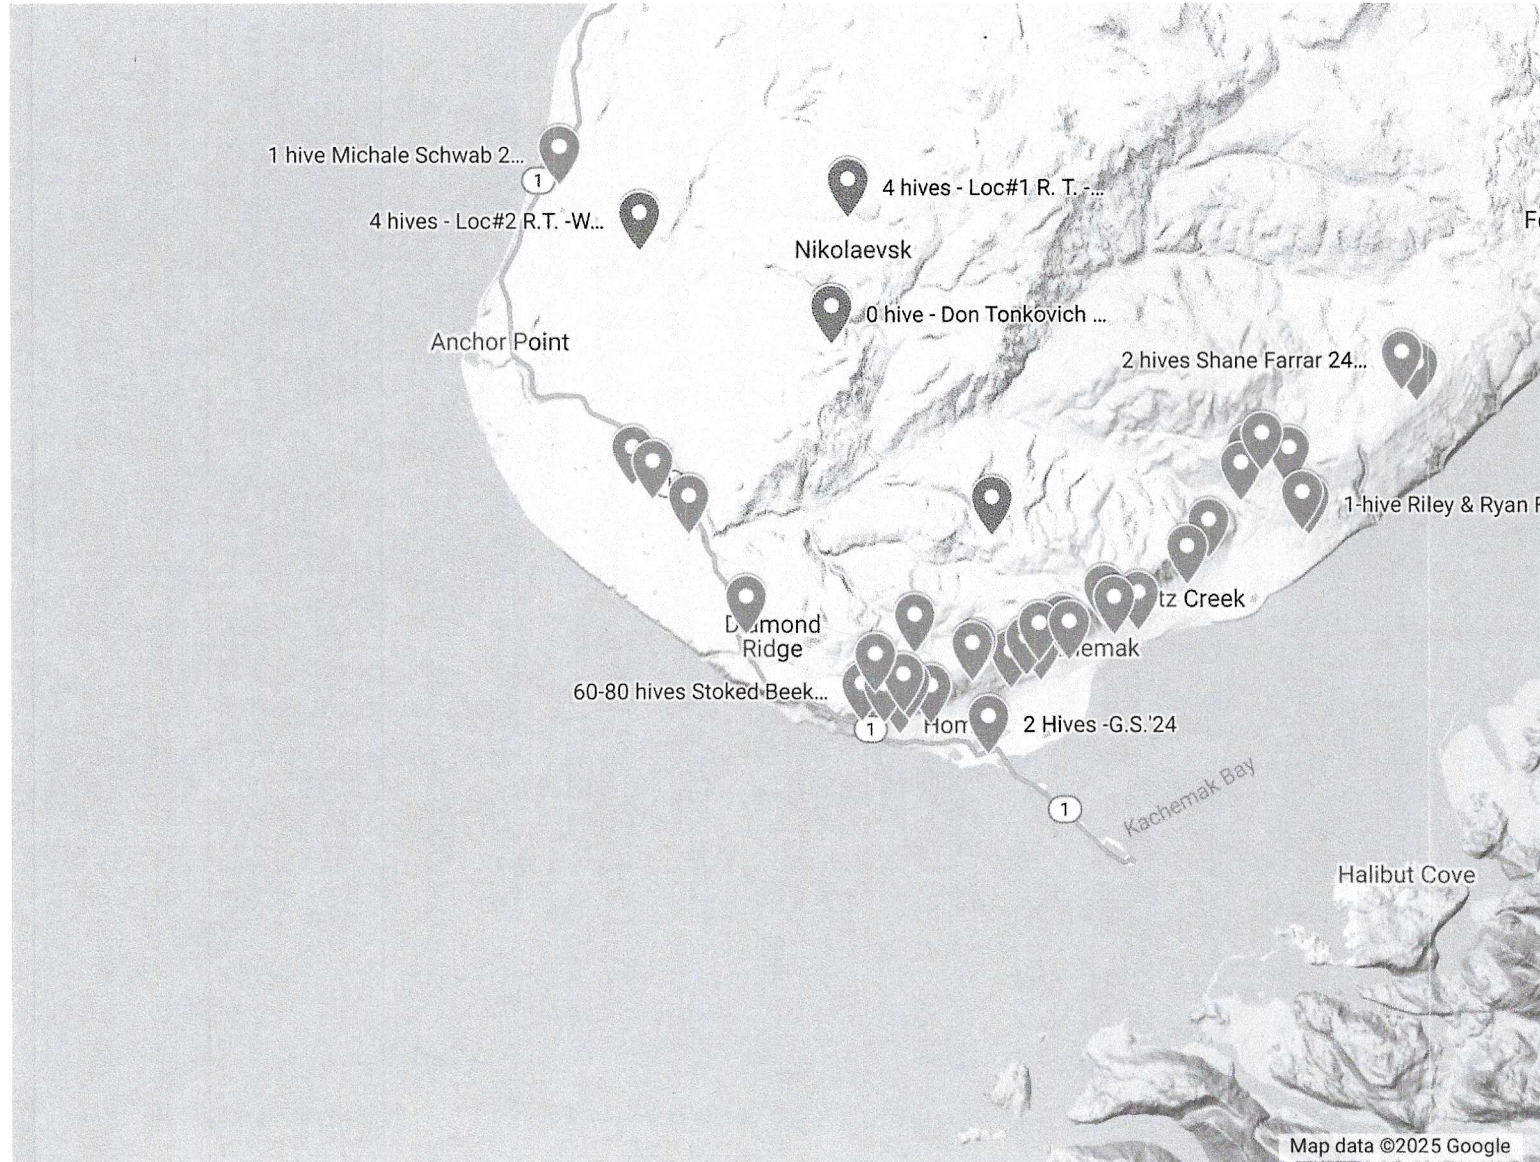 1 hive Michale Schwab 2...
1
4 hives - Loc#1 R. T. -...
4 hives - Loc#2 R.T. -W...
Nikolaevsk
0 hive - Don Tonkovich ...
Anchor Point
2 hives Shane Farrar 24...
1-hive Riley & Ryan
tz Creek
Diamond
Ridge
emak
60-80 hives Stoked Beek...
1
Hom
2 Hives -G.S.'24
Kachemak Bay
1
Halibut Cove
Map data ©2025 Google